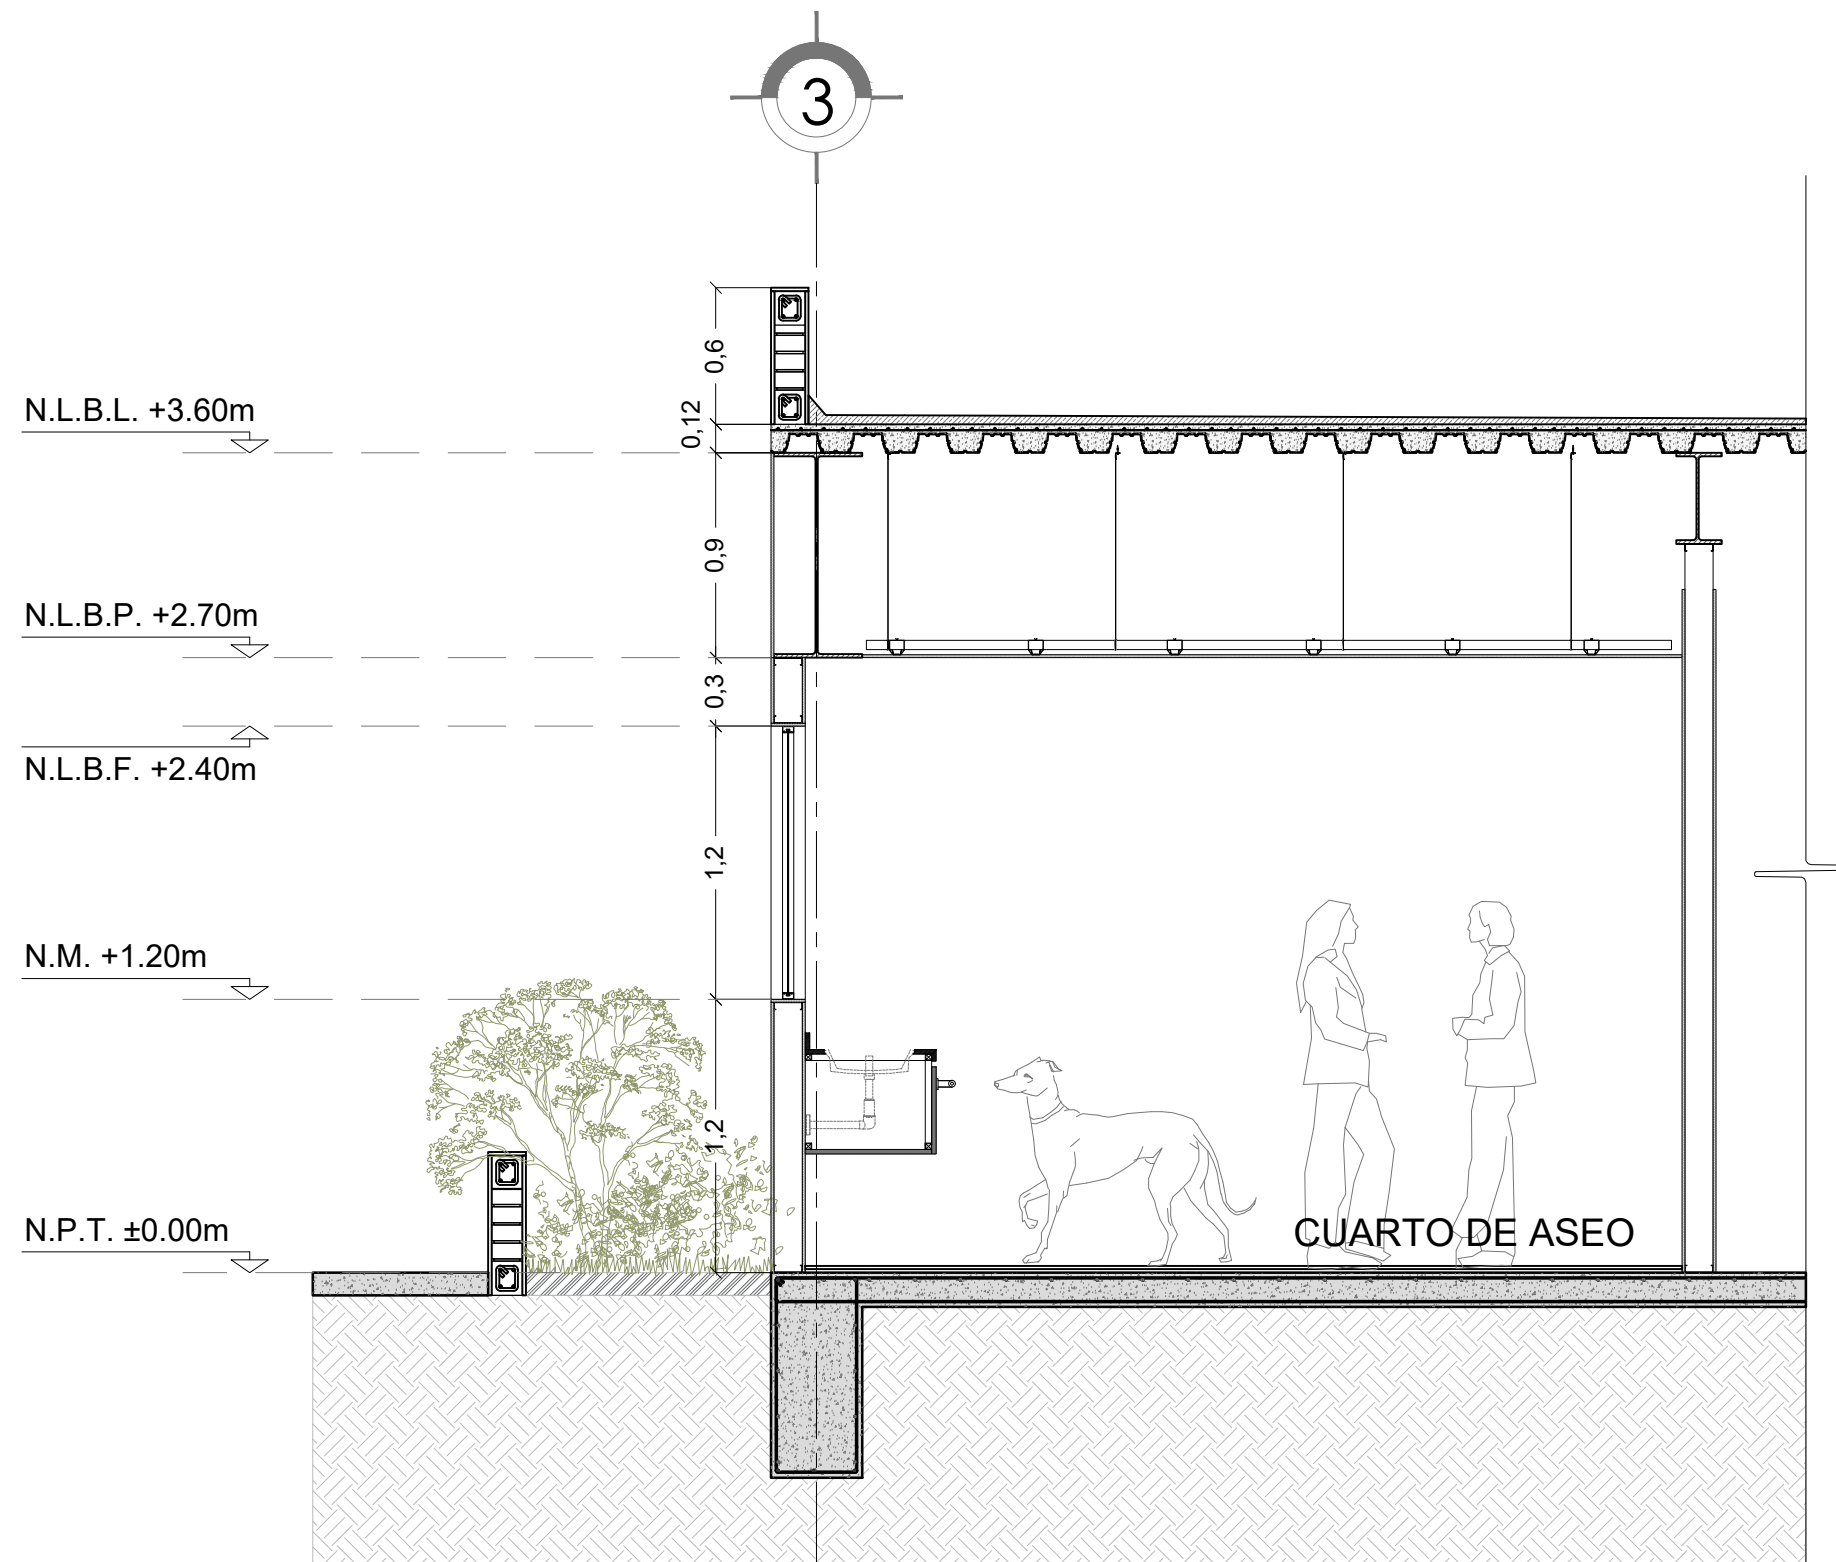 3
0,6
N.L.B.L. +3.60m
0,12
0,9
N.L.B.P. +2.70m
0,3
N.L.B.F. +2.40m
1,2
N.M. +1.20m
1,2
N.P.T. ±0.00m
CUARTO DE ASEO